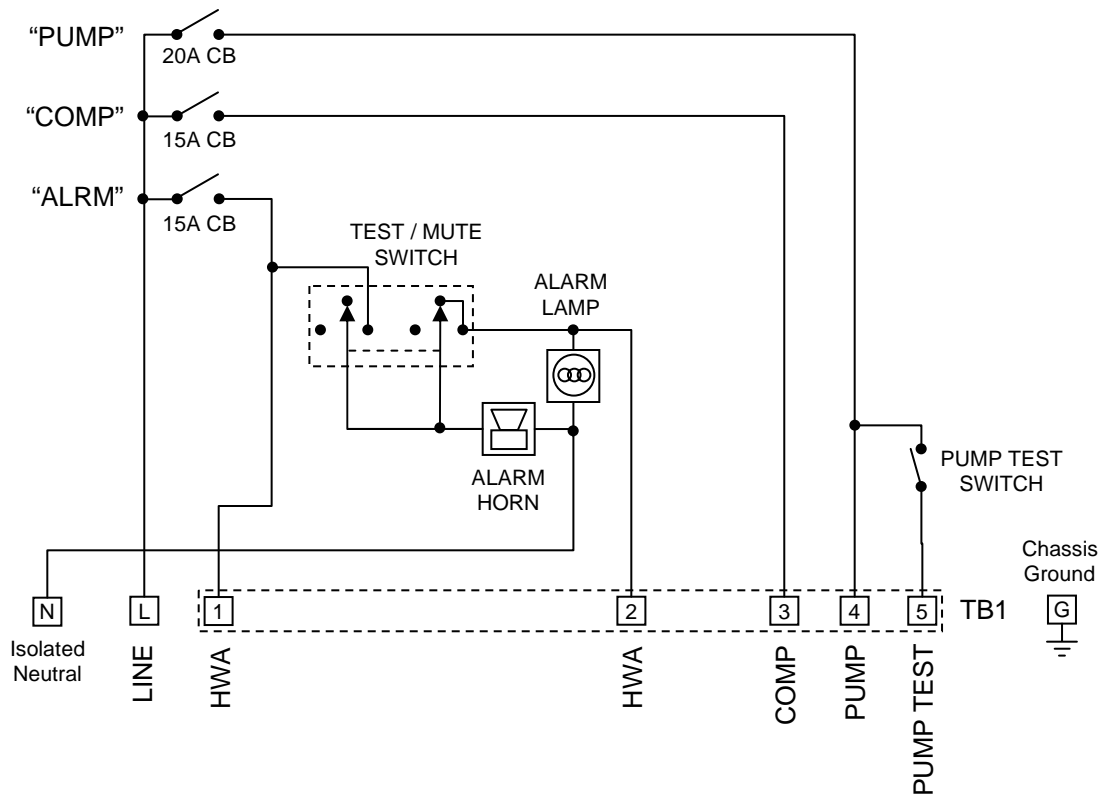 “PUMP”
20A CB
“COMP”
15A CB
“ALRM”
15A CB
TEST / MUTE
SWITCH
ALARM
LAMP
ALARM
HORN
PUMP TEST
SWITCH
Chassis
Ground
N
L
1
2
3
4
5
TB1
G
Isolated
Neutral
LINE
HWA
HWA
COMP
PUMP
PUMP TEST